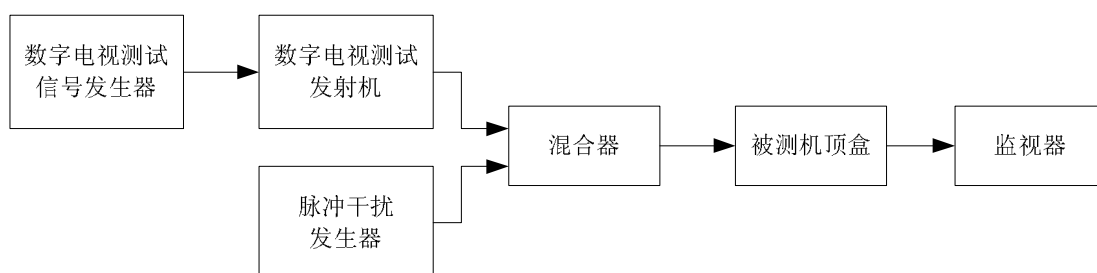 数字电视测试
信号发生器
数字电视测试
发射机
混合器
被测机顶盒
监视器
脉冲干扰
发生器